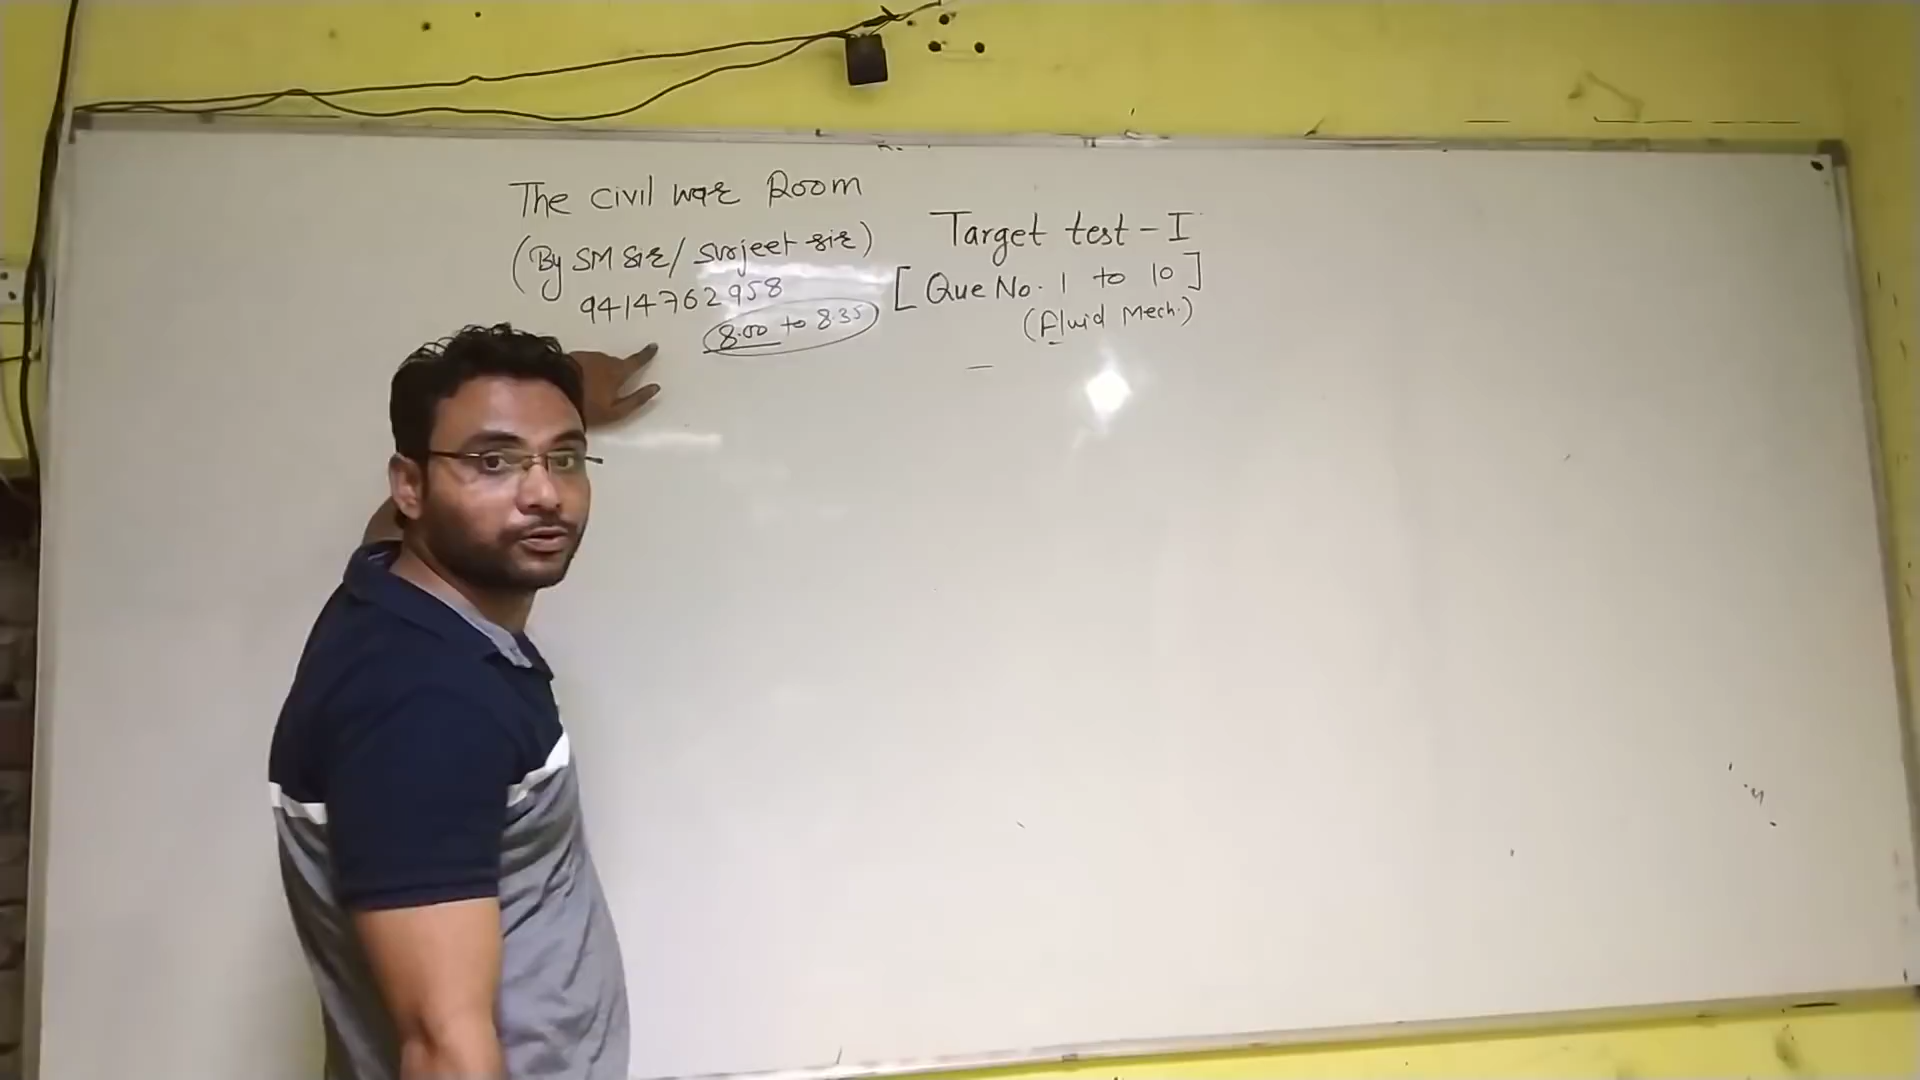 The civil war Room
(By SM Sir/ Surjeet Sir)
9414762958
8.00 to 8.35
Target test - I
[Que No. 1 to 10]
(Fluid Mech.)